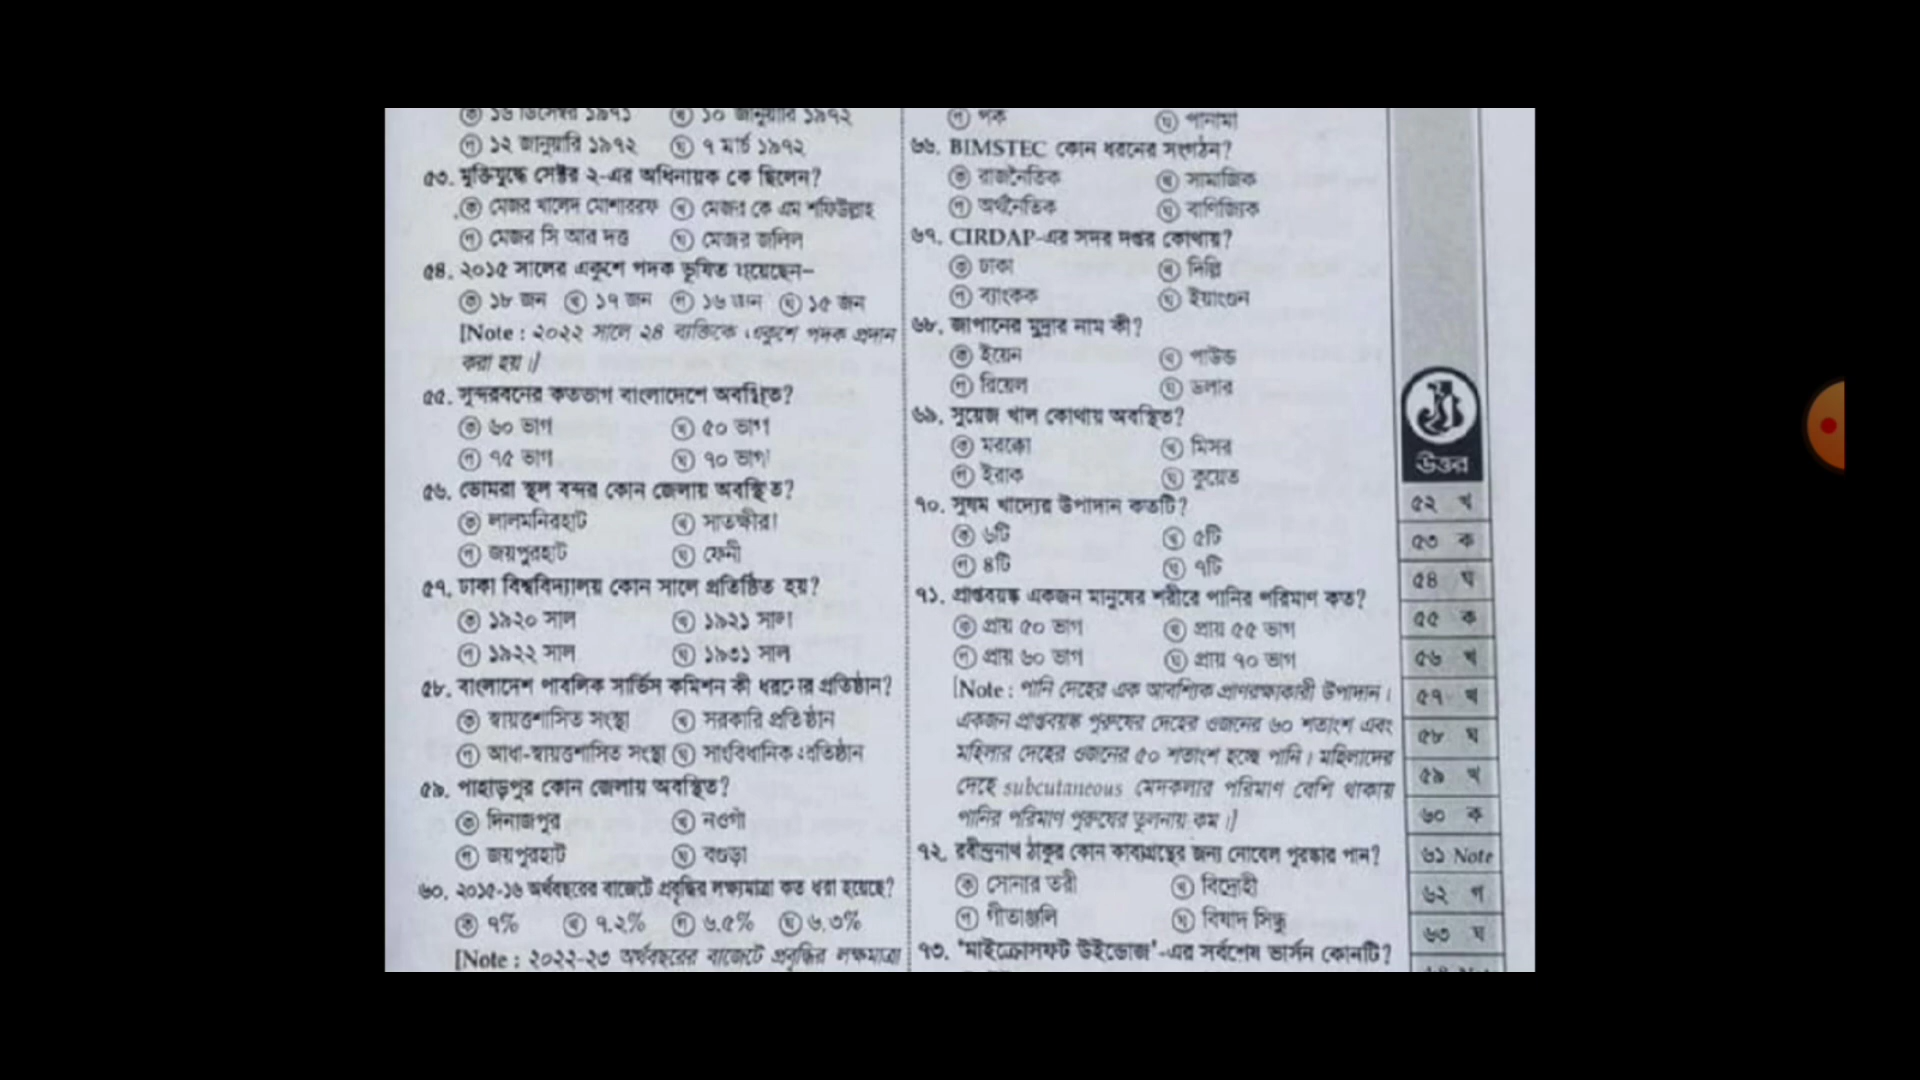 ক ১৬ ডিসেম্বর ১৯৭১ খ ১০ জানুয়ারি ১৯৭২
গ ১২ জানুয়ারি ১৯৭২ ঘ ৭ মার্চ ১৯৭২
৫৩. মুক্তিযুদ্ধে সেক্টর ২-এর অধিনায়ক কে ছিলেন?
ক মেজর খালেদ মোশাররফ খ মেজর কে এম শফিউল্লাহ
গ মেজর সি আর দত্ত ঘ মেজর জলিল
৫৪. ২০১৫ সালের একুশে পদক ভূষিত হয়েছেন–
ক ১৮ জন খ ১৭ জন গ ১৬ জন ঘ ১৫ জন
[Note : ২০২২ সালে ২৪ ব্যক্তিকে একুশে পদক প্রদান
করা হয়।]
৫৫. সুন্দরবনের কতভাগ বাংলাদেশে অবস্থিত?
ক ৬০ ভাগ খ ৫০ ভাগ
গ ৭৫ ভাগ ঘ ৭০ ভাগ
৫৬. ভোমরা স্থল বন্দর কোন জেলায় অবস্থিত?
ক লালমনিরহাট খ সাতক্ষীরা
গ জয়পুরহাট ঘ ফেনী
৫৭. ঢাকা বিশ্ববিদ্যালয় কোন সালে প্রতিষ্ঠিত হয়?
ক ১৯২০ সাল খ ১৯২১ সাল
গ ১৯২২ সাল ঘ ১৯৩১ সাল
৫৮. বাংলাদেশ পাবলিক সার্ভিস কমিশন কী ধরনের প্রতিষ্ঠান?
ক স্বায়ত্তশাসিত সংস্থা খ সরকারি প্রতিষ্ঠান
গ আধা-স্বায়ত্তশাসিত সংস্থা ঘ সাংবিধানিক প্রতিষ্ঠান
৫৯. পাহাড়পুর কোন জেলায় অবস্থিত?
ক দিনাজপুর খ নওগাঁ
গ জয়পুরহাট ঘ বগুড়া
৬০. ২০১৫-১৬ অর্থবছরের বাজেটে প্রবৃদ্ধির লক্ষ্যমাত্রা কত ধরা হয়েছে?
ক ৭% খ ৭.২% গ ৬.৫% ঘ ৬.৩%
[Note : ২০২২-২৩ অর্থবছরের বাজেটে প্রবৃদ্ধির লক্ষমাত্রা
গ পক ঘ পানামা
৬৬. BIMSTEC কোন ধরনের সংগঠন?
ক রাজনৈতিক খ সামাজিক
গ অর্থনৈতিক ঘ বাণিজ্যিক
৬৭. CIRDAP-এর সদর দপ্তর কোথায়?
ক ঢাকা খ দিল্লি
গ ব্যাংকক ঘ ইয়াংগুন
৬৮. জাপানের মুদ্রার নাম কী?
ক ইয়েন খ পাউন্ড
গ রিয়েল ঘ ডলার
৬৯. সুয়েজ খাল কোথায় অবস্থিত?
ক মরক্কো খ মিসর
গ ইরাক ঘ কুয়েত
৭০. সুষম খাদ্যের উপাদান কতটি?
ক ৬টি খ ৫টি
গ ৪টি ঘ ৭টি
৭১. প্রাপ্তবয়স্ক একজন মানুষের শরীরে পানির পরিমাণ কত?
ক প্রায় ৫০ ভাগ খ প্রায় ৫৫ ভাগ
গ প্রায় ৬০ ভাগ ঘ প্রায় ৭০ ভাগ
[Note : পানি দেহের এক আবশ্যিক প্রাণরক্ষাকারী উপাদান।
একজন প্রাপ্তবয়স্ক পুরুষের দেহের ওজনের ৬০ শতাংশ এবং
মহিলার দেহের ওজনের ৫০ শতাংশ হচ্ছে পানি। মহিলাদের
দেহে subcutaneous মেদকলার পরিমাণ বেশি থাকায়
পানির পরিমাণ পুরুষের তুলনায় কম।]
৭২. রবীন্দ্রনাথ ঠাকুর কোন কাব্যগ্রন্থের জন্য নোবেল পুরস্কার পান?
ক সোনার তরী খ বিদ্রোহী
গ গীতাঞ্জলি ঘ বিষাদ সিন্ধু
৭৩. 'মাইক্রোসফট উইন্ডোজ'-এর সর্বশেষ ভার্সন কোনটি?
উত্তর
৫২ খ
৫৩ ক
৫৪ ঘ
৫৫ ক
৫৬ খ
৫৭ খ
৫৮ ঘ
৫৯ খ
৬০ ক
৬১ Note
৬২ গ
৬৩ ঘ